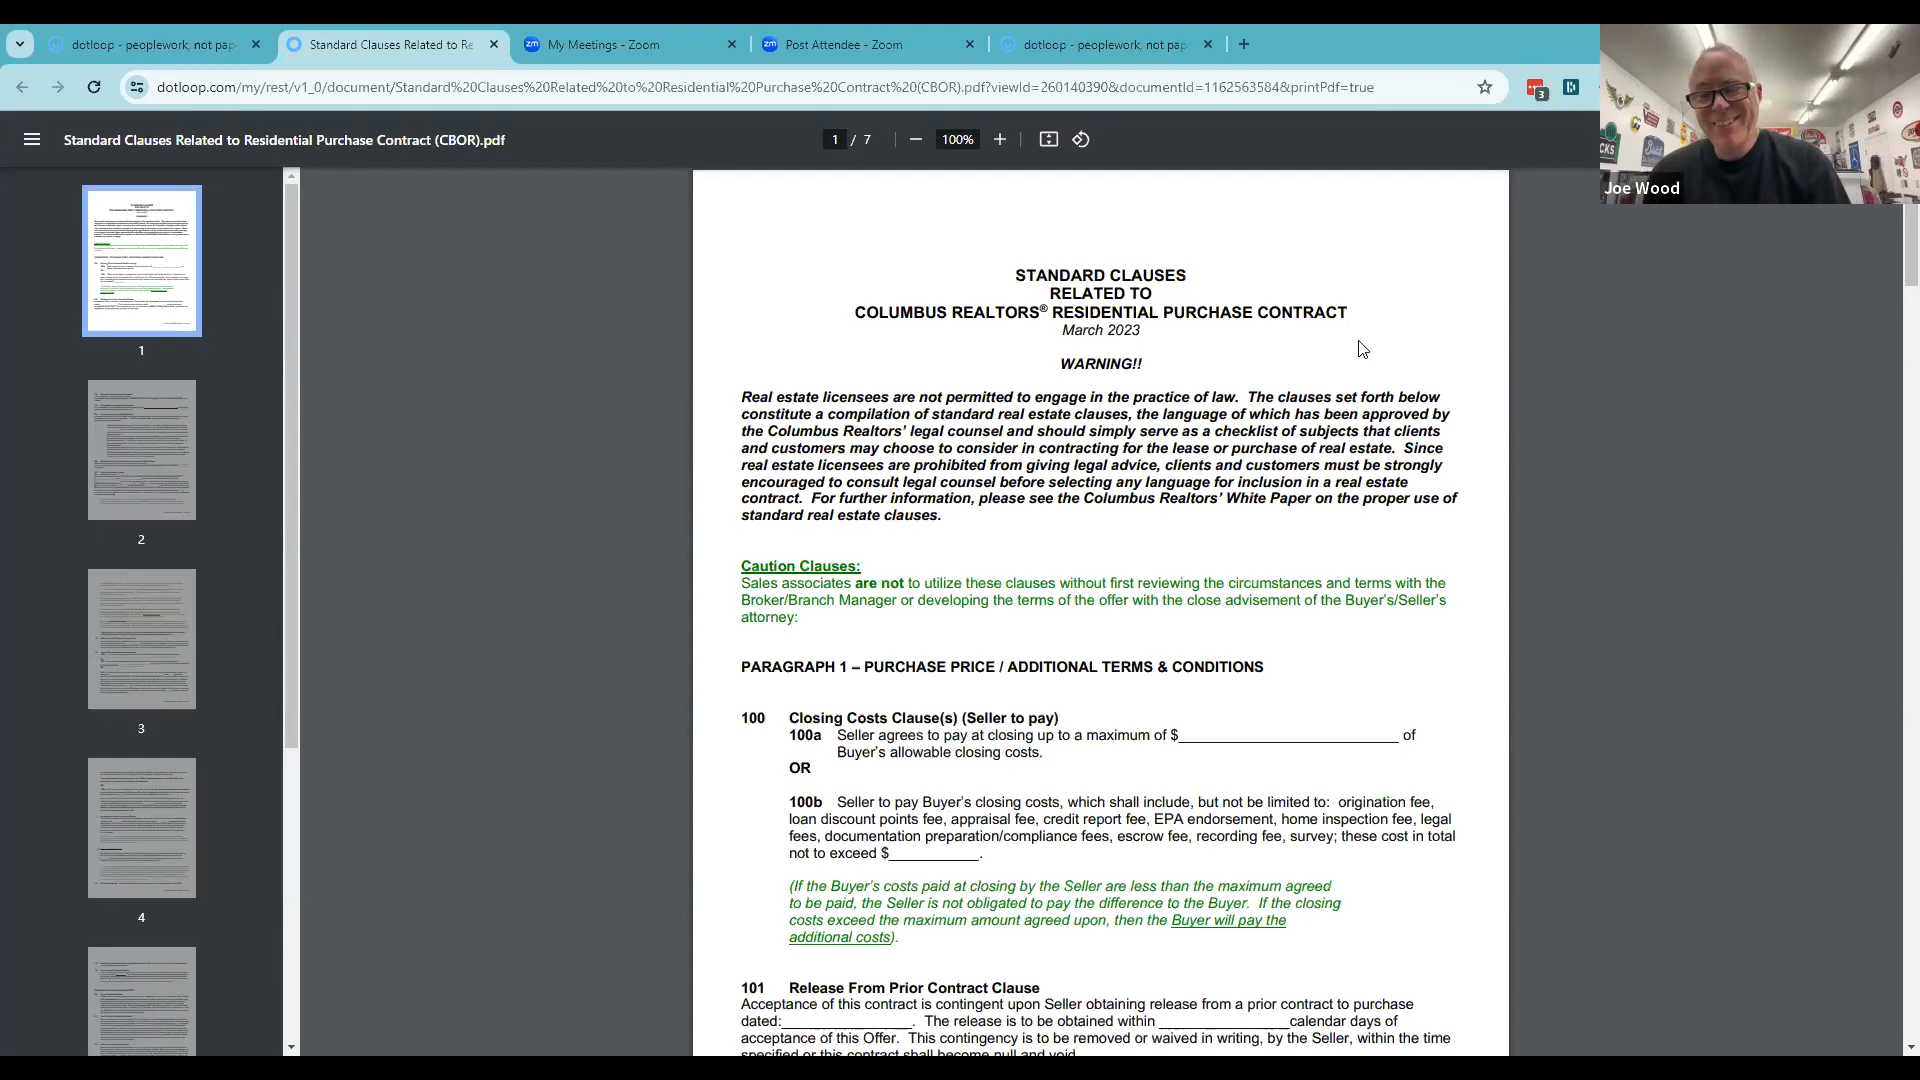 dotloop - peoplework, not pap
Standard Clauses Related to Re
My Meetings - Zoom
Post Attendee - Zoom
dotloop - peoplework, not pap
dotloop.com/my/rest/v1_0/document/Standard%20Clauses%20Related%20to%20Residential%20Purchase%20Contract%20(CBOR).pdf?viewId=260140390&documentId=1162563584&printPdf=true
3
Standard Clauses Related to Residential Purchase Contract (CBOR).pdf
1 / 7
100%
Joe Wood
1
2
3
4
STANDARD CLAUSES
RELATED TO
COLUMBUS REALTORS® RESIDENTIAL PURCHASE CONTRACT
March 2023
WARNING!!
Real estate licensees are not permitted to engage in the practice of law. The clauses set forth below
constitute a compilation of standard real estate clauses, the language of which has been approved by
the Columbus Realtors' legal counsel and should simply serve as a checklist of subjects that clients
and customers may choose to consider in contracting for the lease or purchase of real estate. Since
real estate licensees are prohibited from giving legal advice, clients and customers must be strongly
encouraged to consult legal counsel before selecting any language for inclusion in a real estate
contract. For further information, please see the Columbus Realtors' White Paper on the proper use of
standard real estate clauses.
Caution Clauses:
Sales associates are not to utilize these clauses without first reviewing the circumstances and terms with the
Broker/Branch Manager or developing the terms of the offer with the close advisement of the Buyer's/Seller's
attorney:
PARAGRAPH 1 – PURCHASE PRICE / ADDITIONAL TERMS & CONDITIONS
100 Closing Costs Clause(s) (Seller to pay)
100a Seller agrees to pay at closing up to a maximum of $___________________________ of
Buyer's allowable closing costs.
OR
100b Seller to pay Buyer's closing costs, which shall include, but not be limited to: origination fee,
loan discount points fee, appraisal fee, credit report fee, EPA endorsement, home inspection fee, legal
fees, documentation preparation/compliance fees, escrow fee, recording fee, survey; these cost in total
not to exceed $___________.
(If the Buyer's costs paid at closing by the Seller are less than the maximum agreed
to be paid, the Seller is not obligated to pay the difference to the Buyer. If the closing
costs exceed the maximum amount agreed upon, then the Buyer will pay the
additional costs).
101 Release From Prior Contract Clause
Acceptance of this contract is contingent upon Seller obtaining release from a prior contract to purchase
dated:________________. The release is to be obtained within ________________calendar days of
acceptance of this Offer. This contingency is to be removed or waived in writing, by the Seller, within the time
specified or this contract shall become null and void.